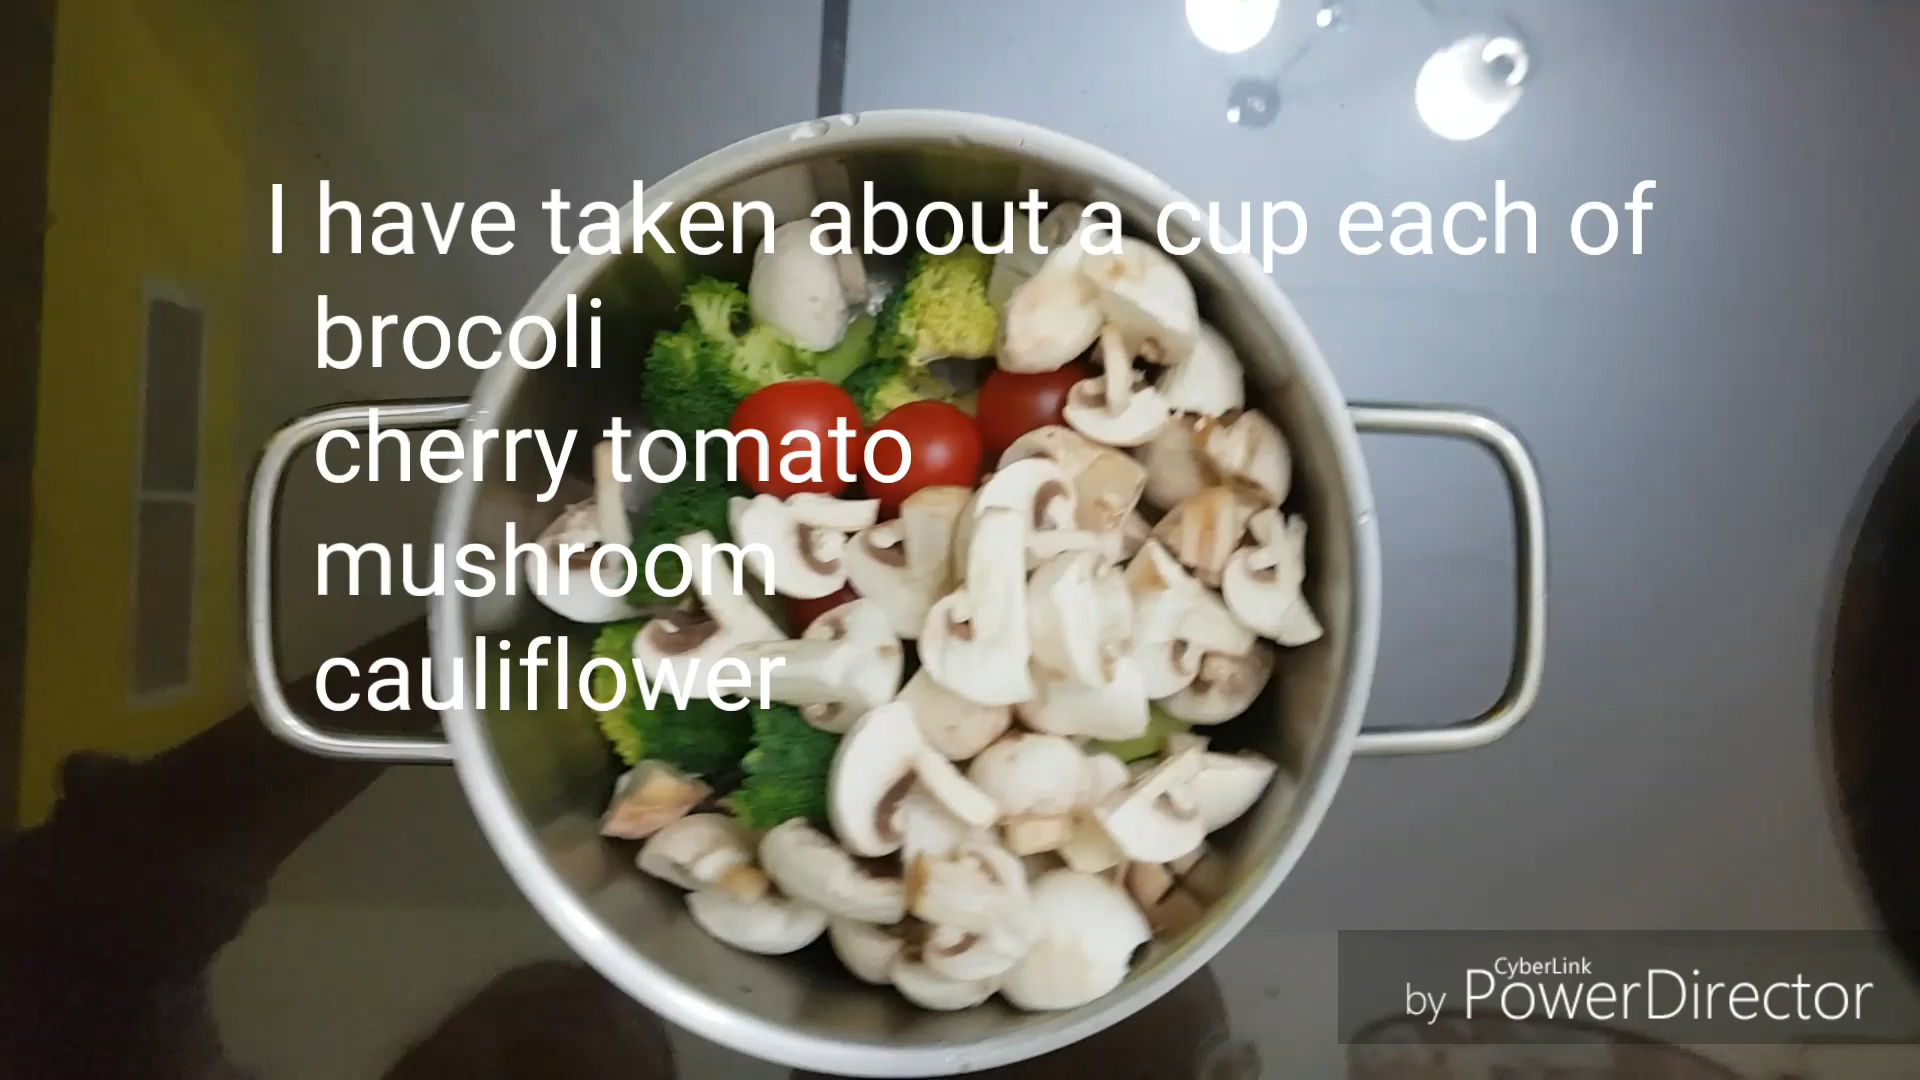 I have taken about a cup each of
brocoli
cherry tomato
mushroom
cauliflower
CyberLink
by PowerDirector